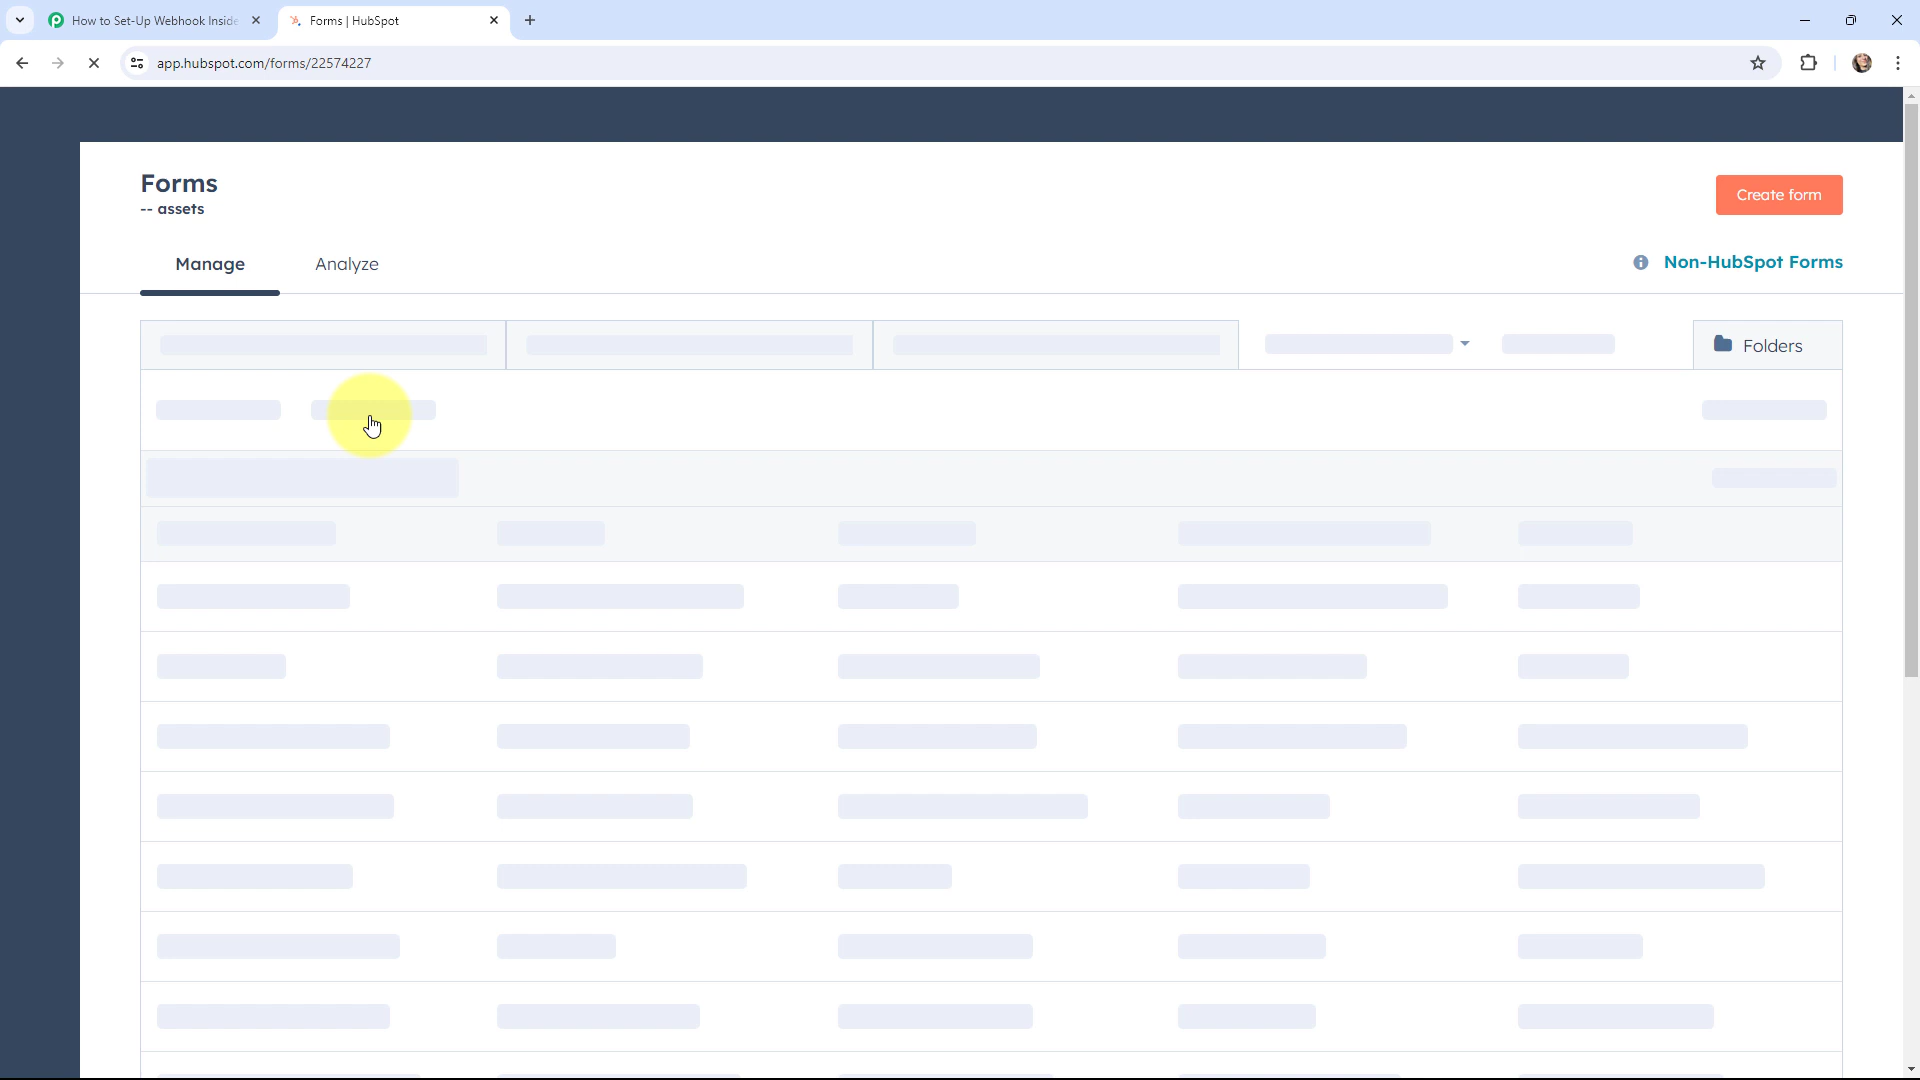 How to Set-Up Webhook Inside
Forms | HubSpot
app.hubspot.com/forms/22574227
Forms
-- assets
Create form
Manage
Analyze
Non-HubSpot Forms
Folders